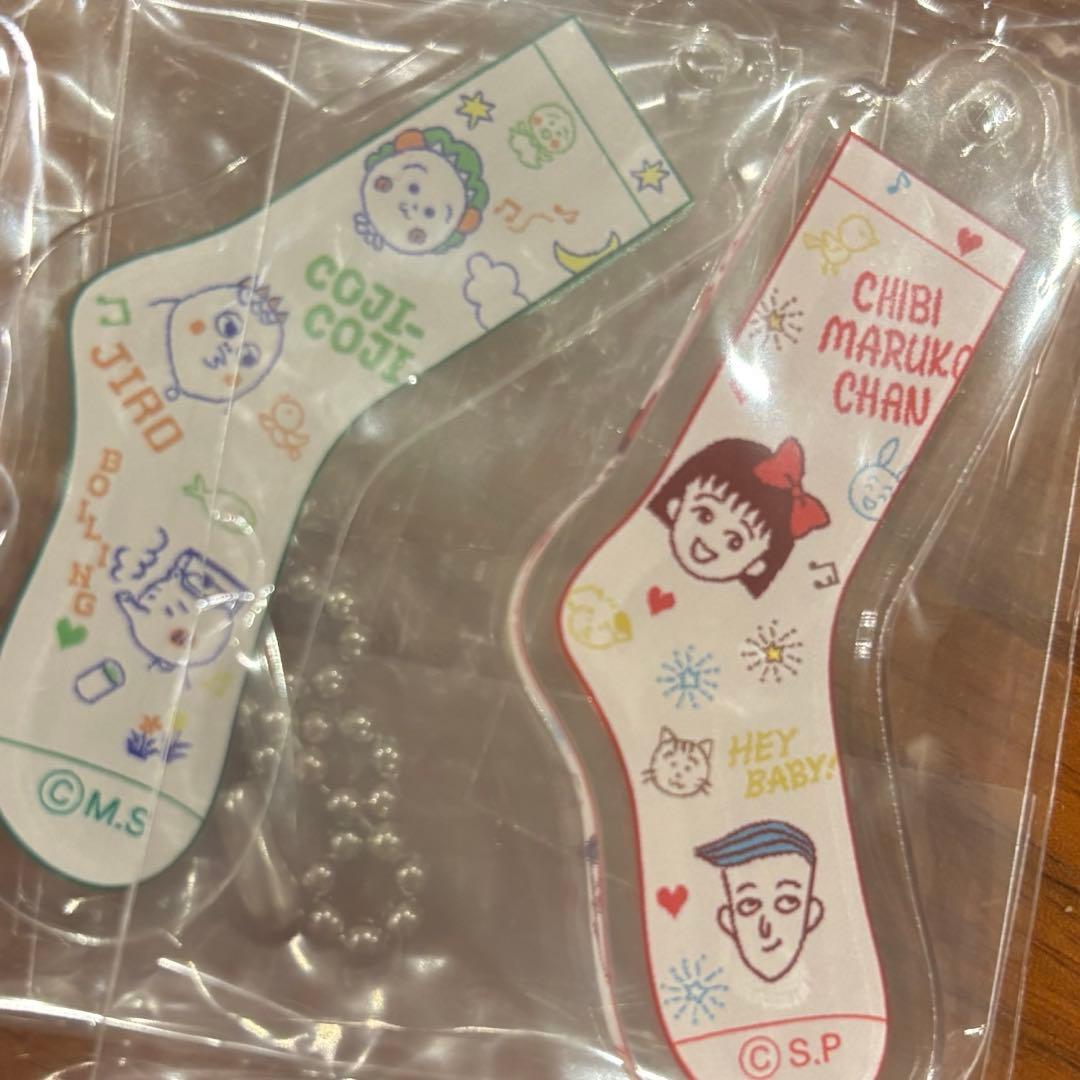 COJI-
COJI
JIRO
BOLLING
©M.S
CHIBI
MARUKO
CHAN
HEY
BABY!
©S.P